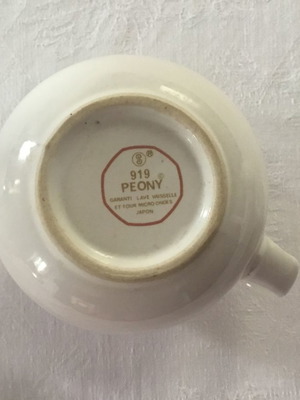 ®
919
PEONY®
GARANTI LAVE VAISSELLE
ET FOUR MICRO-ONDES
JAPON